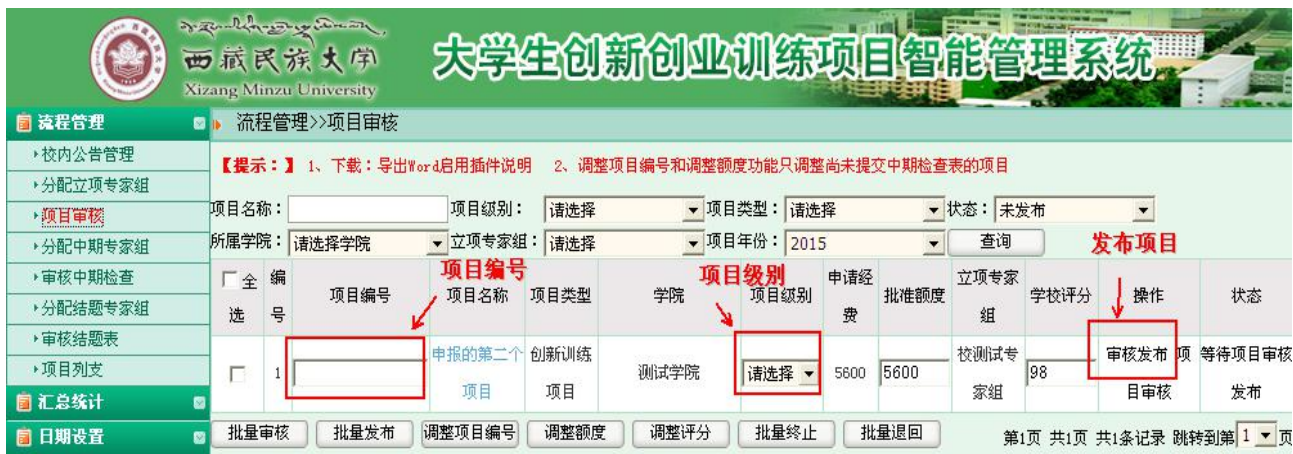 西藏民族大学
Xizang Minzu University
大学生创新创业训练项目智能管理系统
流程管理
流程管理>>项目审核
校内公告管理
分配立项专家组
项目审核
分配中期专家组
审核中期检查
分配结题专家组
审核结题表
项目列支
汇总统计
日期设置
【提示：】 1、下载：导出Word启用插件说明 2、调整项目编号和调整额度功能只调整尚未提交中期检查表的项目
项目名称： 项目级别： 请选择 项目类型： 请选择 状态： 未发布
所属学院： 请选择学院 立项专家组： 请选择 项目年份： 2015 查询 发布项目
项目编号 项目级别
全选 编号 项目编号 项目名称 项目类型 学院 项目级别 申请经费 批准额度 立项专家组 学校评分 操作 状态
1 申报的第二个项目 创新训练项目 测试学院 请选择 5600 5600 校测试专家组 98 审核发布 项目审核 等待项目审核发布
批量审核 批量发布 调整项目编号 调整额度 调整评分 批量终止 批量退回 第1页 共1页 共1条记录 跳转到第 1 页